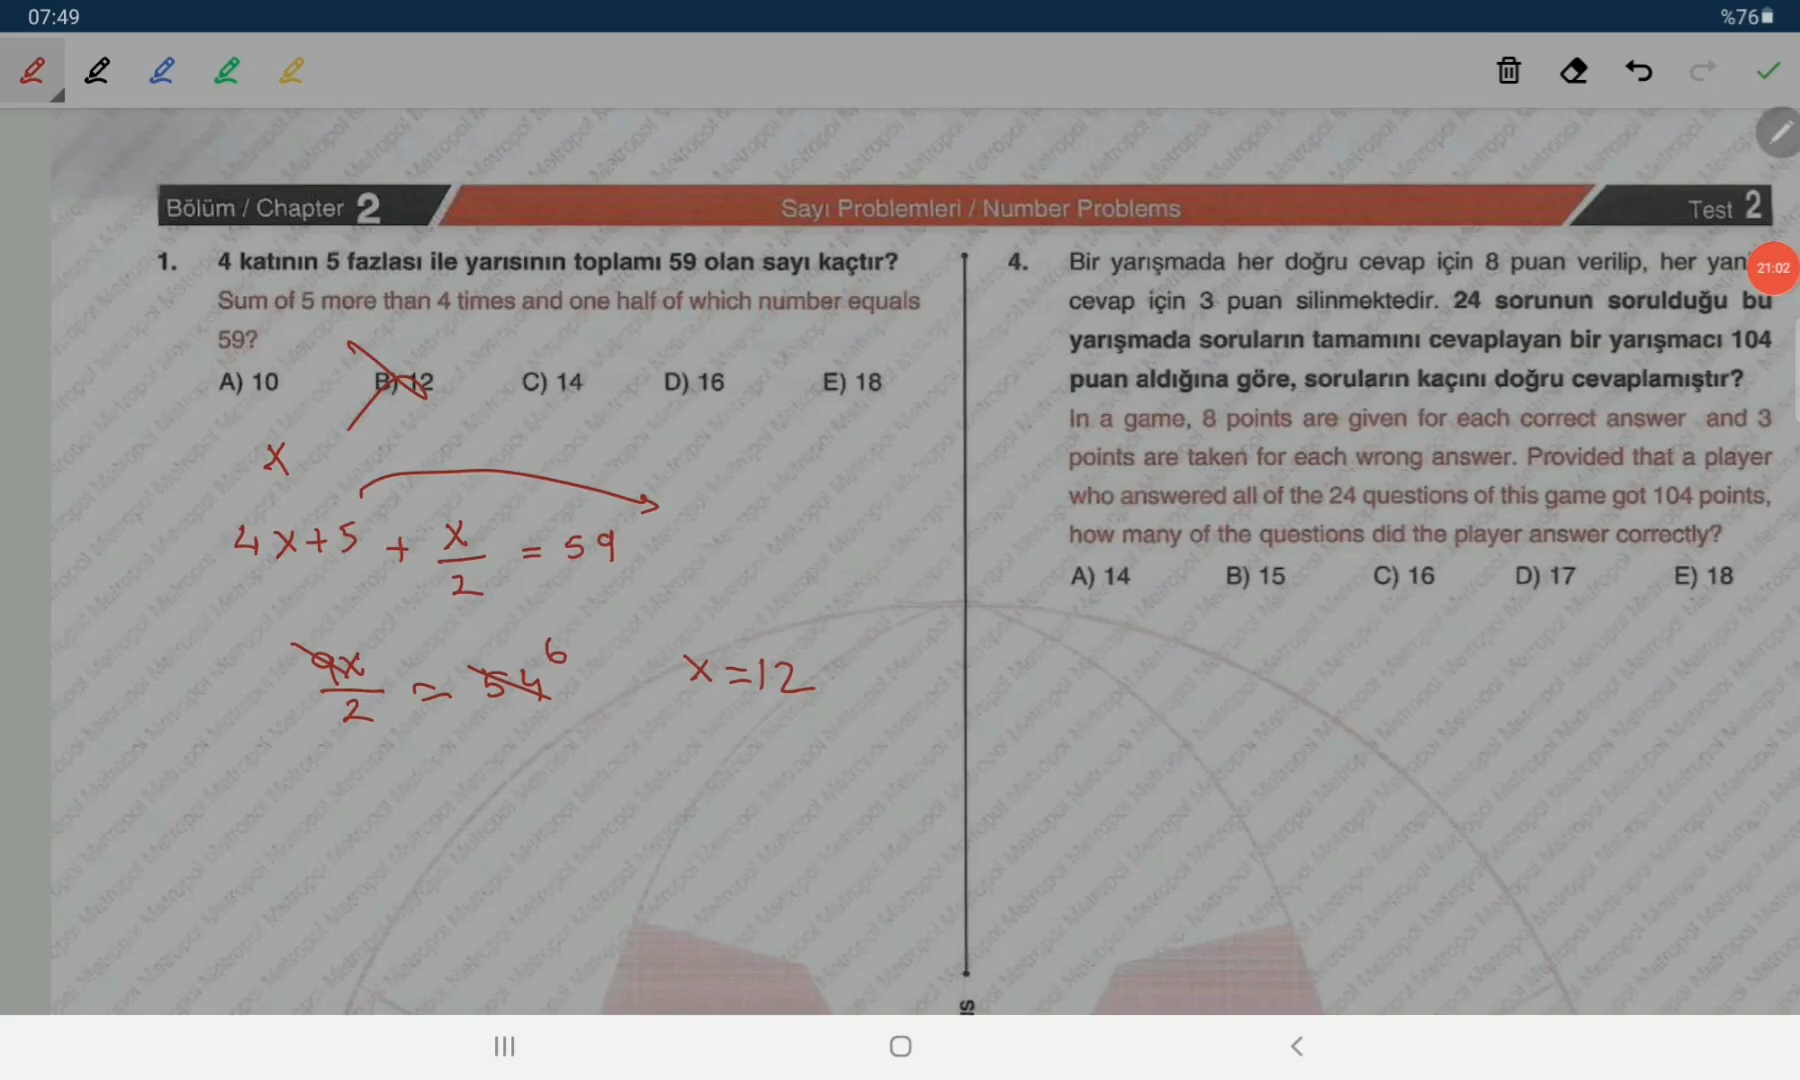 07:49
%76
Bölüm / Chapter 2
Sayı Problemleri / Number Problems
Test 2
1. 4 katının 5 fazlası ile yarısının toplamı 59 olan sayı kaçtır?
Sum of 5 more than 4 times and one half of which number equals
59?
A) 10 B) 12 C) 14 D) 16 E) 18
x
4x+5 + x/2 = 59
9x/2 = 54 6
x=12
4. Bir yarışmada her doğru cevap için 8 puan verilip, her
21:02
cevap için 3 puan silinmektedir. 24 sorunun sorulduğu bu
yarışmada soruların tamamını cevaplayan bir yarışmacı 104
puan aldığına göre, soruların kaçını doğru cevaplamıştır?
In a game, 8 points are given for each correct answer and 3
points are taken for each wrong answer. Provided that a player
who answered all of the 24 questions of this game got 104 points,
how many of the questions did the player answer correctly?
A) 14 B) 15 C) 16 D) 17 E) 18
Metropol